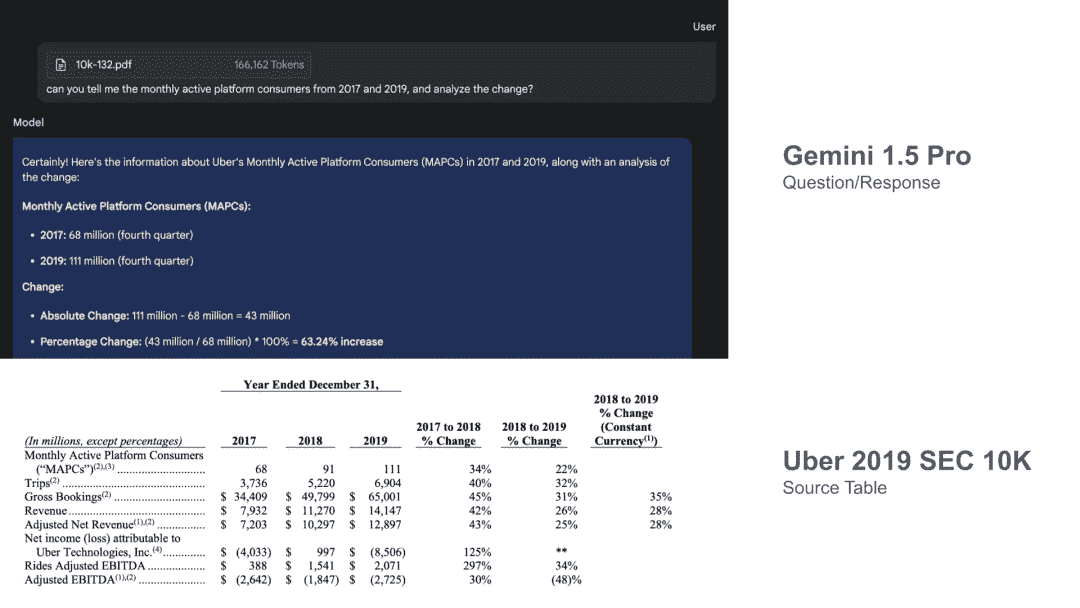 User
10k-132.pdf 166,162 Tokens
can you tell me the monthly active platform consumers from 2017 and 2019, and analyze the change?
Model
Certainly! Here's the information about Uber's Monthly Active Platform Consumers (MAPCs) in 2017 and 2019, along with an analysis of
the change:
Monthly Active Platform Consumers (MAPCs):
• 2017: 68 million (fourth quarter)
• 2019: 111 million (fourth quarter)
Change:
• Absolute Change: 111 million - 68 million = 43 million
• Percentage Change: (43 million / 68 million) * 100% = 63.24% increase
Gemini 1.5 Pro
Question/Response
Year Ended December 31,
2018 to 2019
% Change
2017 to 2018 2018 to 2019 (Constant
(In millions, except percentages) 2017 2018 2019 % Change % Change Currency(1))
Monthly Active Platform Consumers
(“MAPCs”)(2),(3) .............................. 68 91 111 34% 22%
Trips(2) ................................................. 3,736 5,220 6,904 40% 32%
Gross Bookings(2) ................................ $ 34,409 $ 49,799 $ 65,001 45% 31% 35%
Revenue ............................................... $ 7,932 $ 11,270 $ 14,147 42% 26% 28%
Adjusted Net Revenue(1),(2) ................ $ 7,203 $ 10,297 $ 12,897 43% 25% 28%
Net income (loss) attributable to
Uber Technologies, Inc.(4) .............. $ (4,033) $ 997 $ (8,506) 125% **
Rides Adjusted EBITDA .................... $ 388 $ 1,541 $ 2,071 297% 34%
Adjusted EBITDA(1),(2) ....................... $ (2,642) $ (1,847) $ (2,725) 30% (48)%
Uber 2019 SEC 10K
Source Table